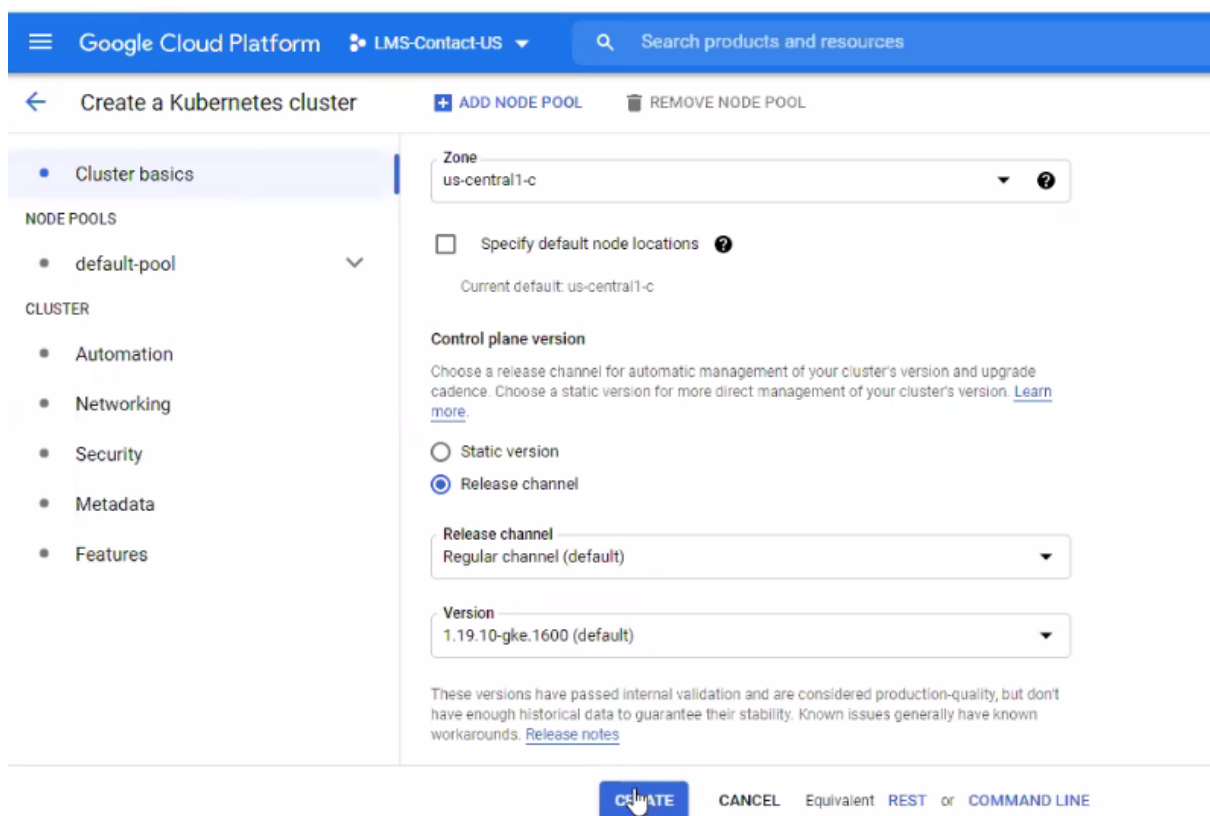 Google Cloud Platform LMS-Contact-US Search products and resources
Create a Kubernetes cluster ADD NODE POOL REMOVE NODE POOL
Cluster basics
NODE POOLS
default-pool
CLUSTER
Automation
Networking
Security
Metadata
Features
Zone
us-central1-c
Specify default node locations
Current default: us-central1-c
Control plane version
Choose a release channel for automatic management of your cluster's version and upgrade
cadence. Choose a static version for more direct management of your cluster's version. Learn
more.
Static version
Release channel
Release channel
Regular channel (default)
Version
1.19.10-gke.1600 (default)
These versions have passed internal validation and are considered production-quality, but don't
have enough historical data to guarantee their stability. Known issues generally have known
workarounds. Release notes
CREATE CANCEL Equivalent REST or COMMAND LINE